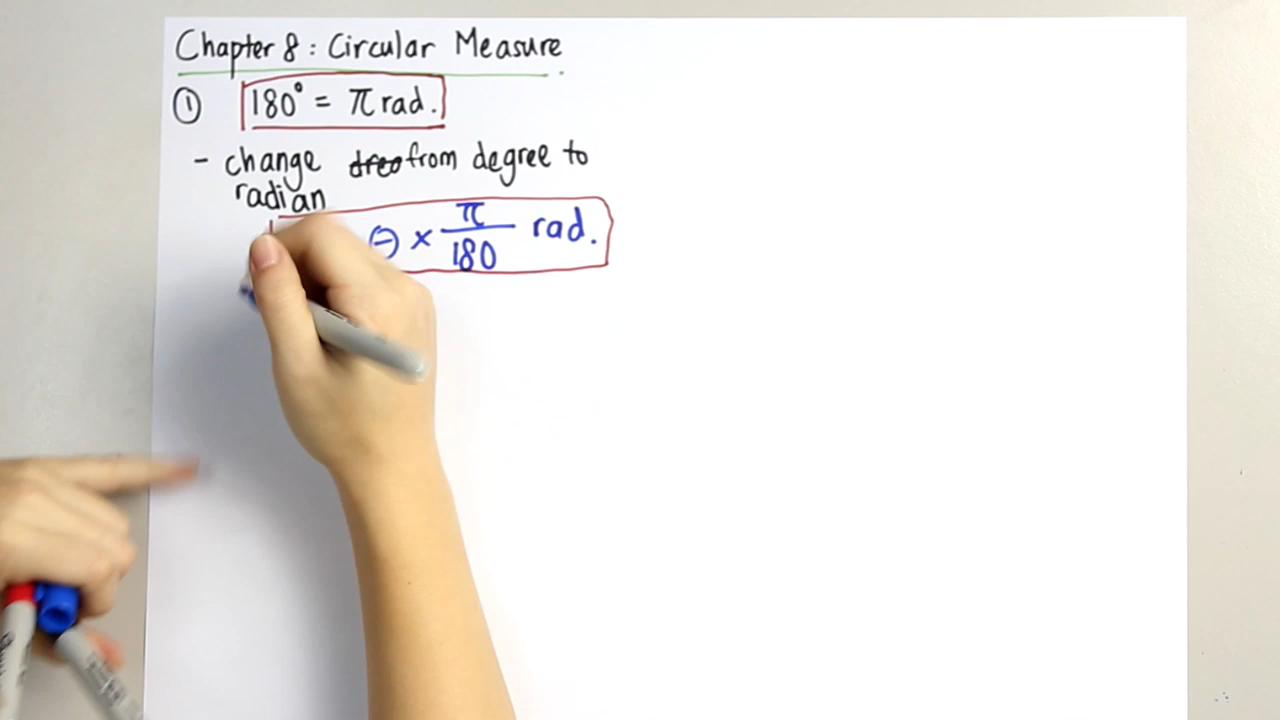 Chapter 8 : Circular Measure
① 180° = π rad.
- change from degree to
radian
θ × π/180 rad.